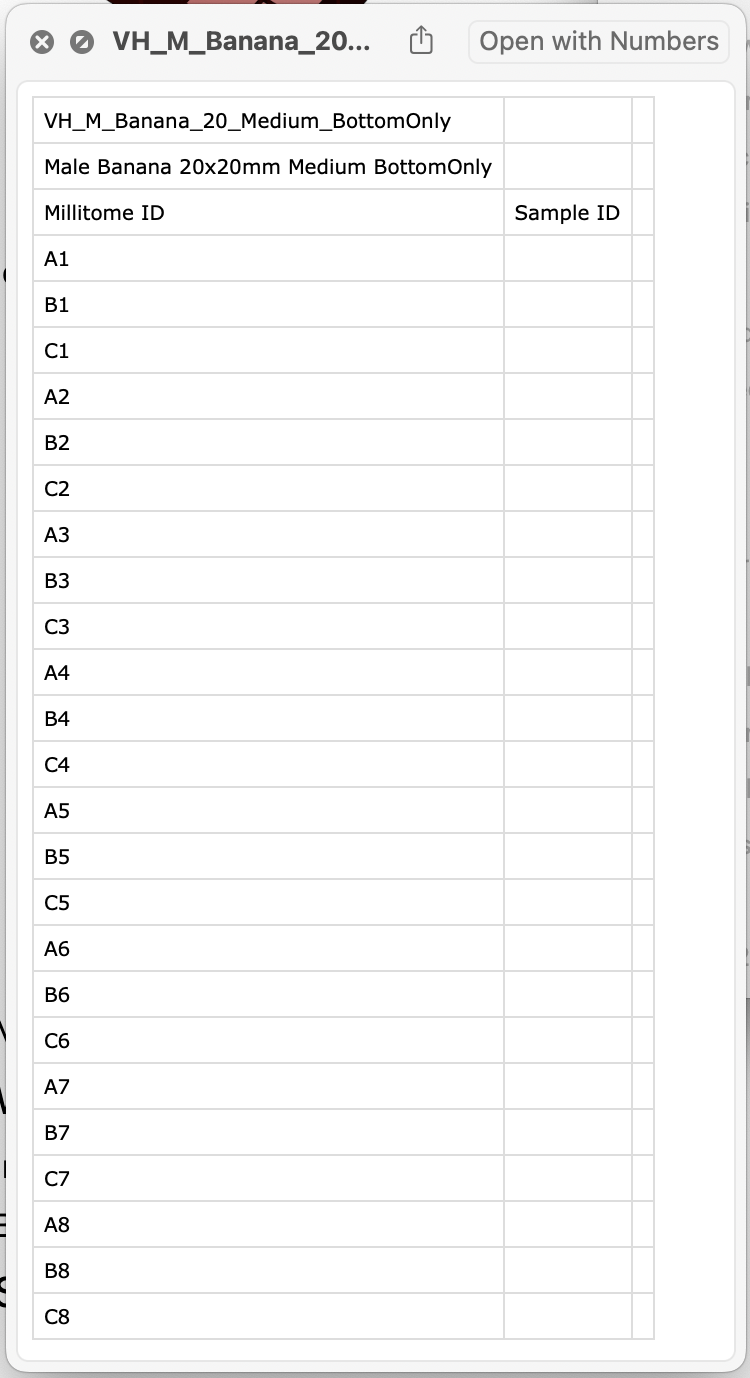 VH_M_Banana_20... Open with Numbers
VH_M_Banana_20_Medium_BottomOnly
Male Banana 20x20mm Medium BottomOnly
Millitome ID Sample ID
A1
B1
C1
A2
B2
C2
A3
B3
C3
A4
B4
C4
A5
B5
C5
A6
B6
C6
A7
B7
C7
A8
B8
C8